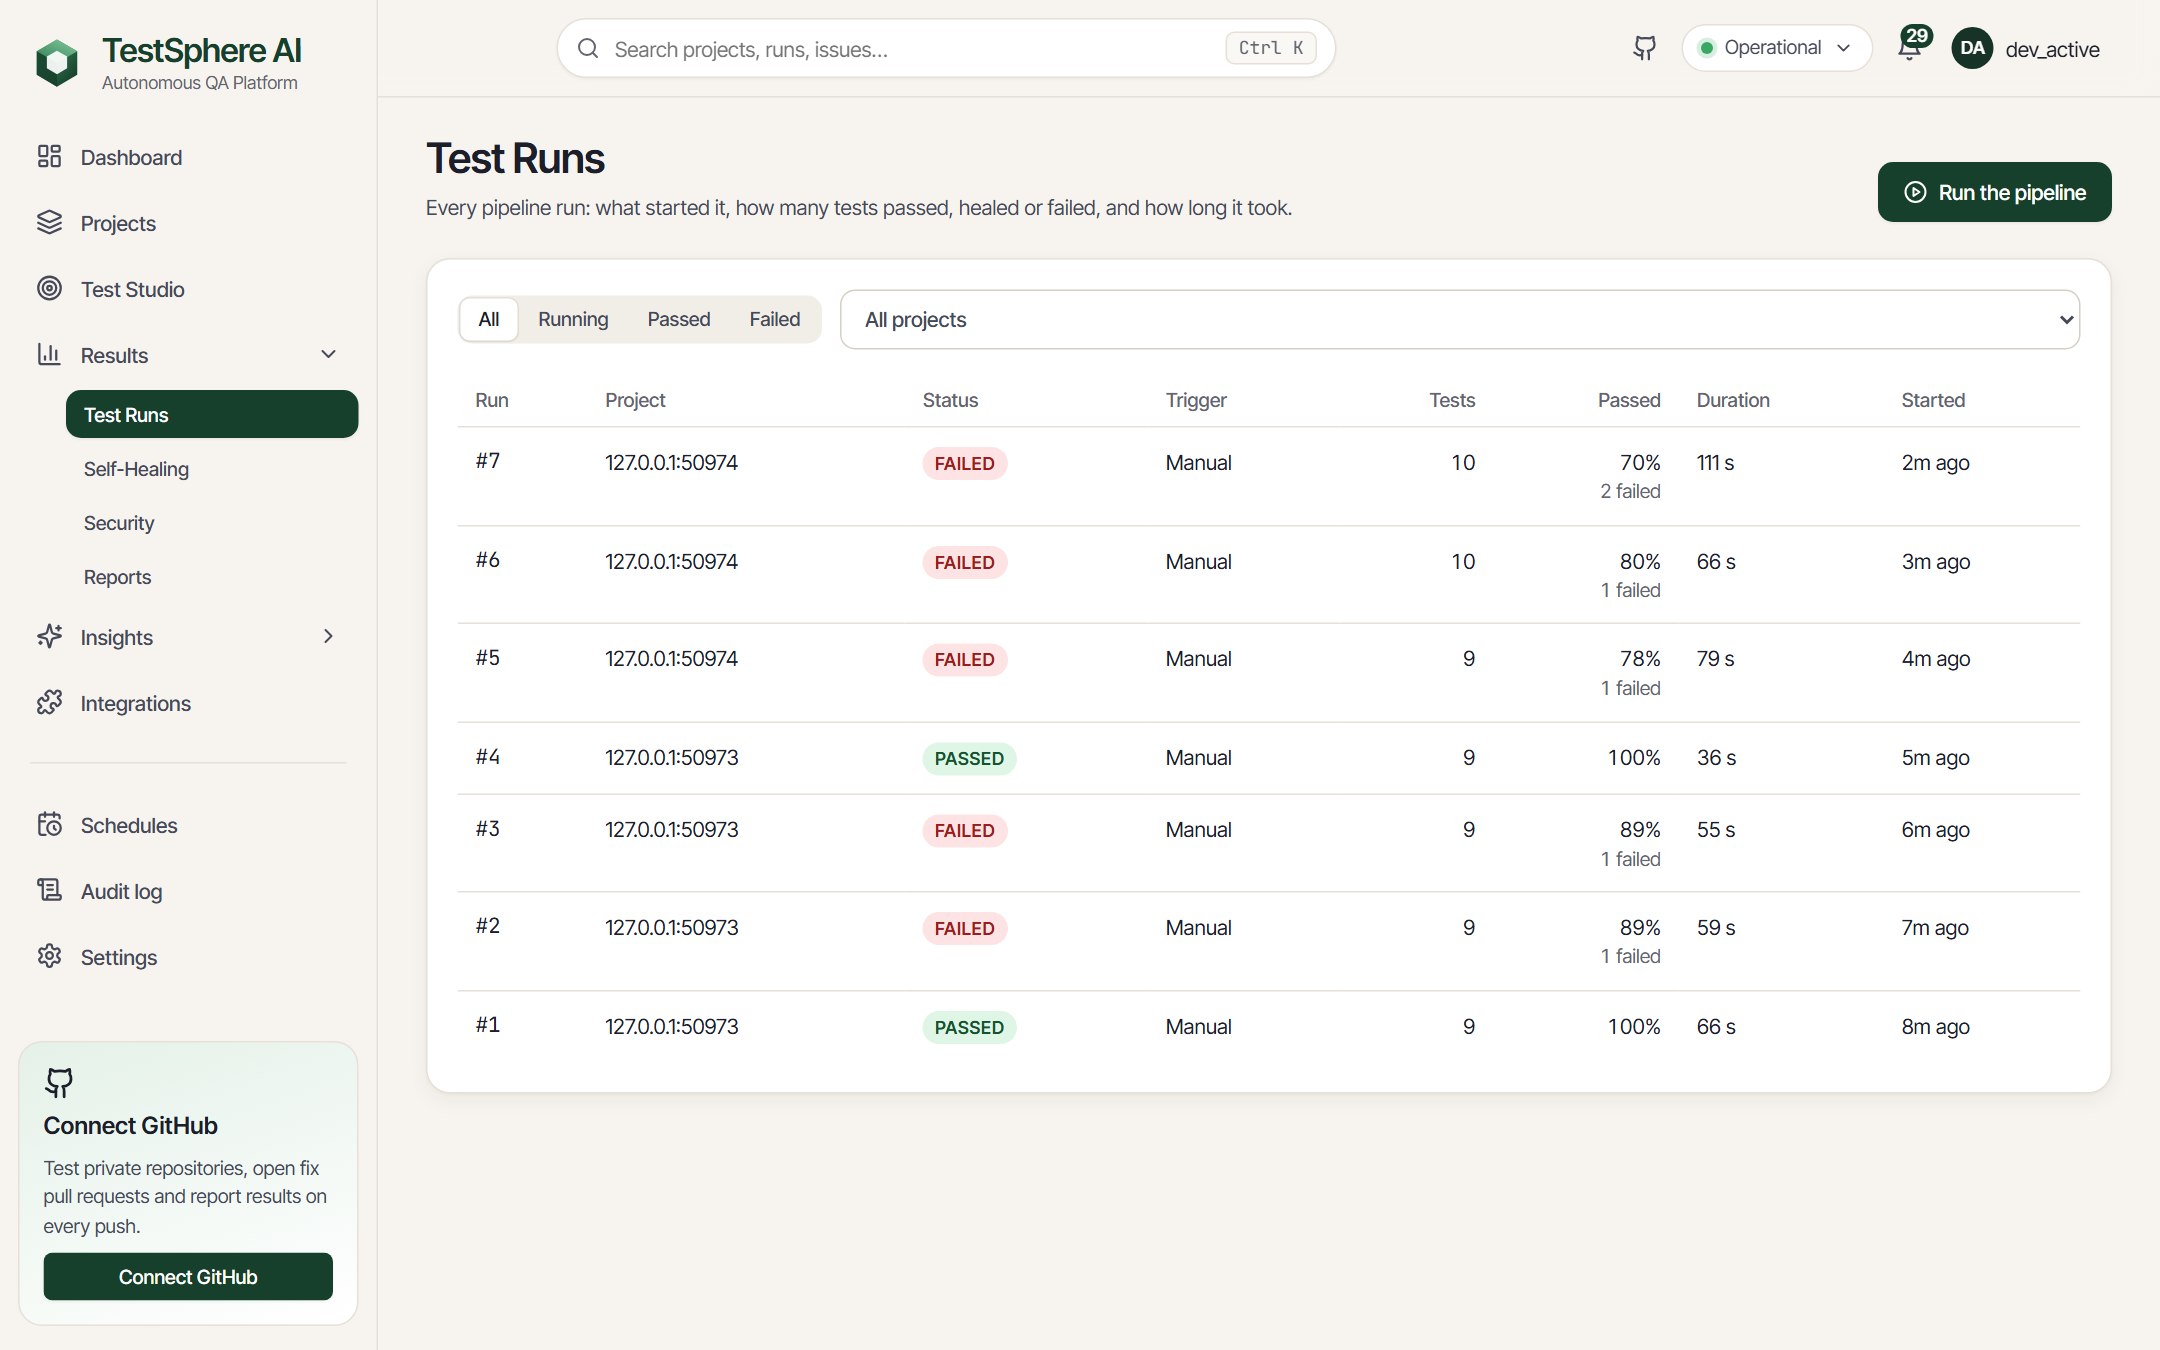 TestSphere AI
Autonomous QA Platform
Search projects, runs, issues...
Ctrl K
Operational
29
DA
dev_active
Dashboard
Projects
Test Studio
Results
Test Runs
Self-Healing
Security
Reports
Insights
Integrations
Schedules
Audit log
Settings
Connect GitHub
Test private repositories, open fix
pull requests and report results on
every push.
Connect GitHub
Test Runs
Every pipeline run: what started it, how many tests passed, healed or failed, and how long it took.
Run the pipeline
All Running Passed Failed
All projects
Run Project Status Trigger Tests Passed Duration Started
#7 127.0.0.1:50974 FAILED Manual 10 70% 111 s 2m ago
2 failed
#6 127.0.0.1:50974 FAILED Manual 10 80% 66 s 3m ago
1 failed
#5 127.0.0.1:50974 FAILED Manual 9 78% 79 s 4m ago
1 failed
#4 127.0.0.1:50973 PASSED Manual 9 100% 36 s 5m ago
#3 127.0.0.1:50973 FAILED Manual 9 89% 55 s 6m ago
1 failed
#2 127.0.0.1:50973 FAILED Manual 9 89% 59 s 7m ago
1 failed
#1 127.0.0.1:50973 PASSED Manual 9 100% 66 s 8m ago